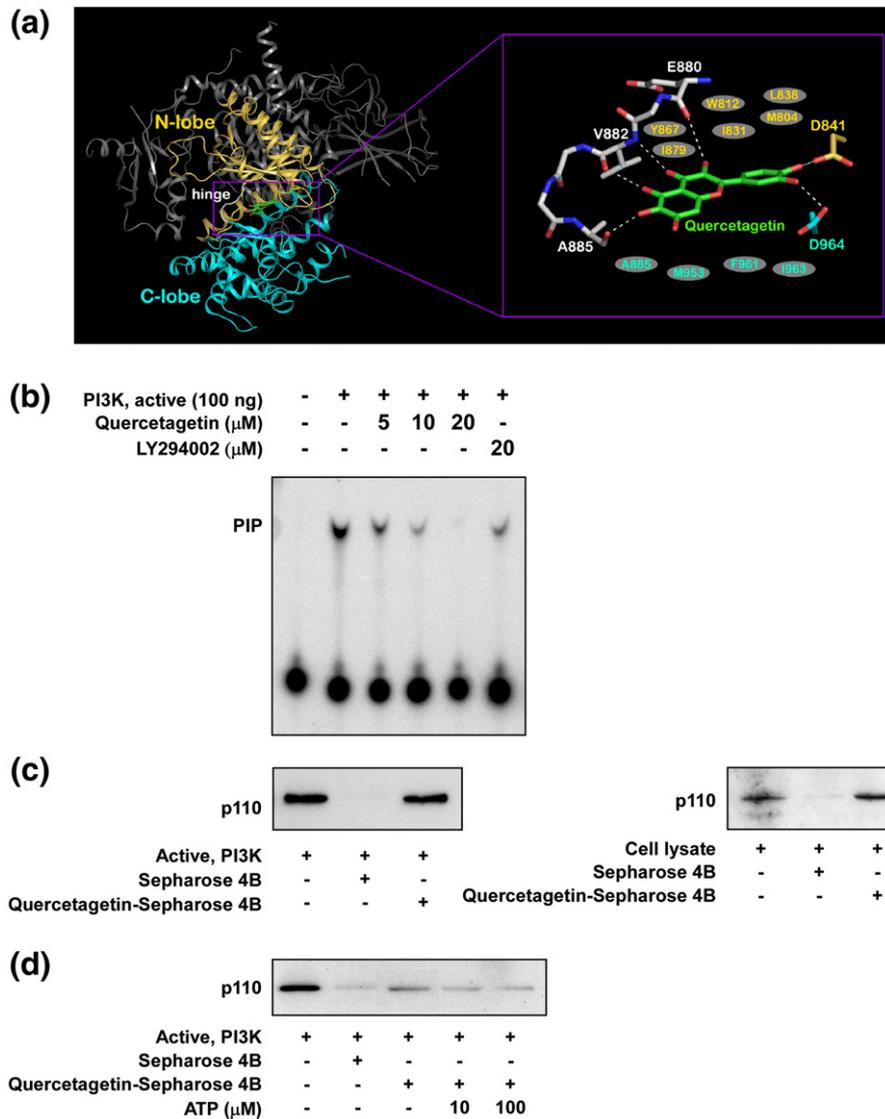 (a)
N-lobe
hinge
C-lobe
E880
W812
L838
M804
D841
Y867
I831
V882
I879
Quercetagetin
A885
D964
A885
M953
F961
I963
(b)
PI3K, active (100 ng) - + + + + +
Quercetagetin (μM) - - 5 10 20 -
LY294002 (μM) - - - - - 20
PIP
(c)
p110
Active, PI3K + + +
Sepharose 4B - + -
Quercetagetin-Sepharose 4B - - +
p110
Cell lysate + + +
Sepharose 4B - + -
Quercetagetin-Sepharose 4B - - +
(d)
p110
Active, PI3K + + + + +
Sepharose 4B - + - - -
Quercetagetin-Sepharose 4B - - + + +
ATP (μM) - - - 10 100